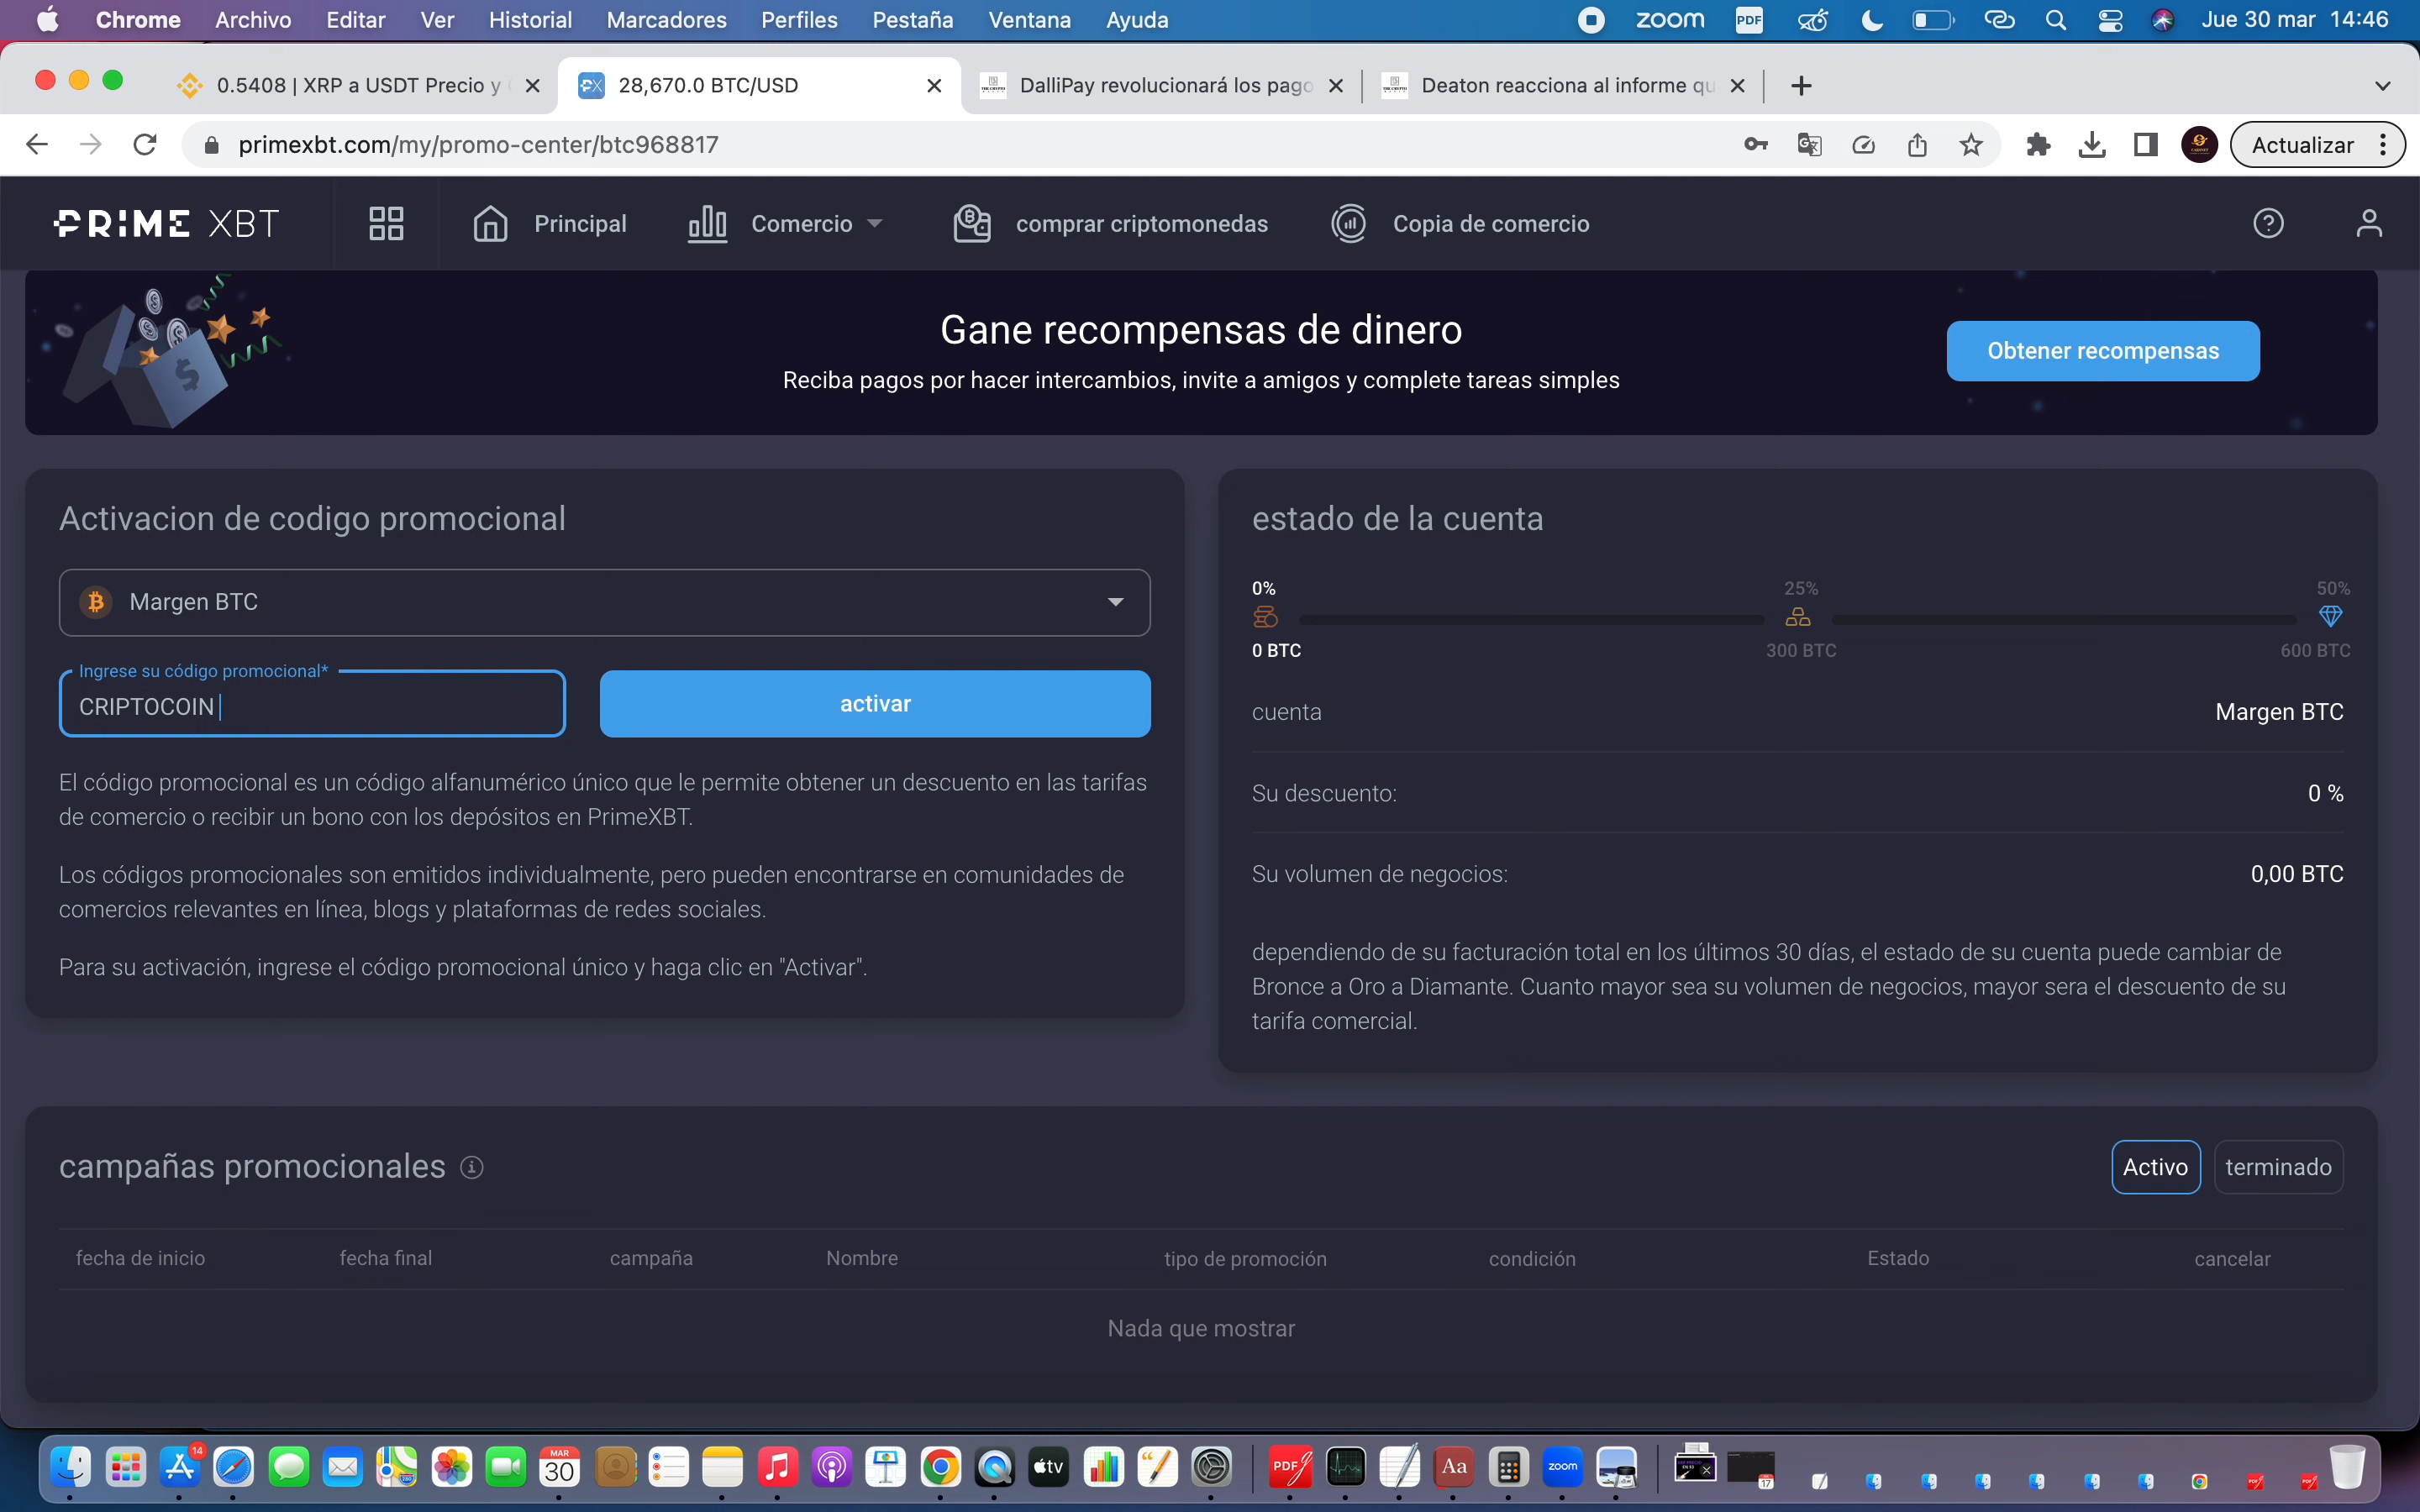 Chrome Archivo Editar Ver Historial Marcadores Perfiles Pestaña Ventana Ayuda zoom PDF Jue 30 mar 14:46
0.5408 | XRP a USDT Precio y 28,670.0 BTC/USD DalliPay revolucionará los pago Deaton reacciona al informe qu
primexbt.com/my/promo-center/btc968817 Actualizar
PRIME XBT Principal Comercio comprar criptomonedas Copia de comercio
Gane recompensas de dinero
Reciba pagos por hacer intercambios, invite a amigos y complete tareas simples
Obtener recompensas
Activacion de codigo promocional
Margen BTC
Ingrese su código promocional*
CRIPTOCOIN
activar
El código promocional es un código alfanumérico único que le permite obtener un descuento en las tarifas
de comercio o recibir un bono con los depósitos en PrimeXBT.
Los códigos promocionales son emitidos individualmente, pero pueden encontrarse en comunidades de
comercios relevantes en línea, blogs y plataformas de redes sociales.
Para su activación, ingrese el código promocional único y haga clic en "Activar".
estado de la cuenta
0% 25% 50%
0 BTC 300 BTC 600 BTC
cuenta Margen BTC
Su descuento: 0 %
Su volumen de negocios: 0,00 BTC
dependiendo de su facturación total en los últimos 30 días, el estado de su cuenta puede cambiar de
Bronce a Oro a Diamante. Cuanto mayor sea su volumen de negocios, mayor sera el descuento de su
tarifa comercial.
campañas promocionales Activo terminado
fecha de inicio fecha final campaña Nombre tipo de promoción condición Estado cancelar
Nada que mostrar
14 MAR 30 tv PDF Aa zoom 17